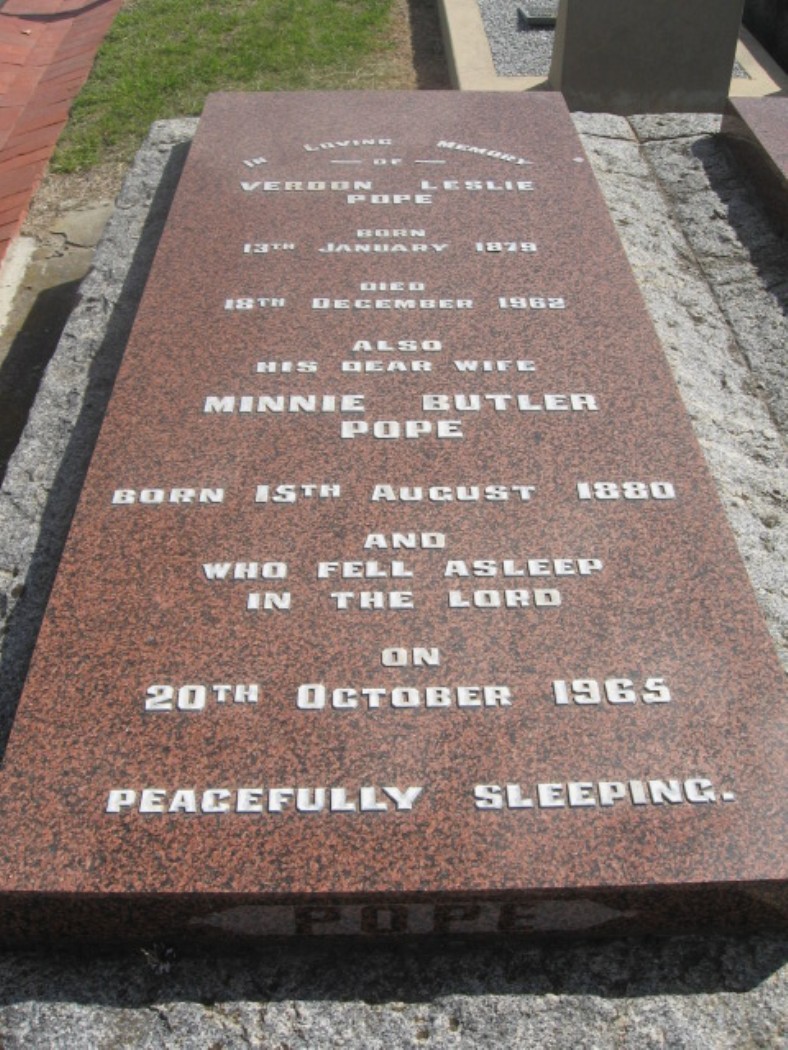 IN LOVING MEMORY
— OF —
VERDON LESLIE
POPE
BORN
13TH JANUARY 1879
DIED
18TH DECEMBER 1962
ALSO
HIS DEAR WIFE
MINNIE BUTLER
POPE
BORN 15TH AUGUST 1880
AND
WHO FELL ASLEEP
IN THE LORD
ON
20TH OCTOBER 1965
PEACEFULLY SLEEPING.
POPE